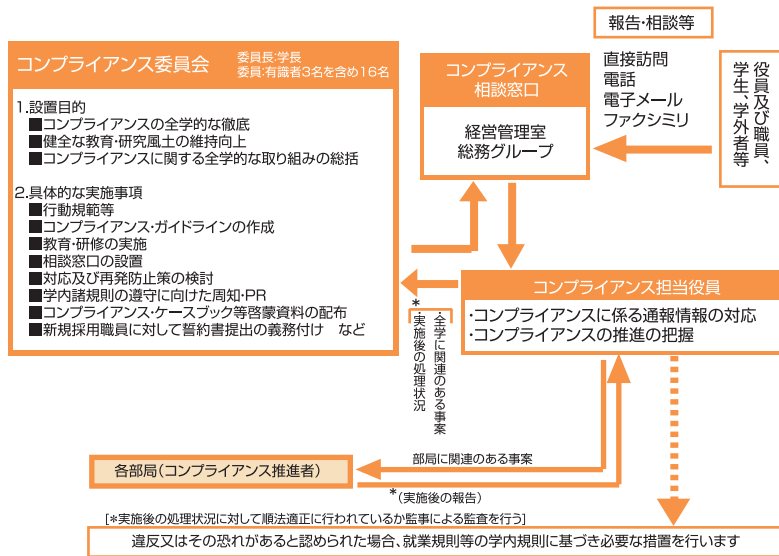 報告・相談等
コンプライアンス委員会
委員長:学長
委員:有識者3名を含め16名
1.設置目的
■コンプライアンスの全学的な徹底
■健全な教育・研究風土の維持向上
■コンプライアンスに関する全学的な取り組みの総括
2.具体的な実施事項
■行動規範等
■コンプライアンス・ガイドラインの作成
■教育・研修の実施
■相談窓口の設置
■対応及び再発防止策の検討
■学内諸規則の遵守に向けた周知・PR
■コンプライアンス・ケースブック等啓蒙資料の配布
■新規採用職員に対して誓約書提出の義務付け　など
コンプライアンス
相談窓口
経営管理室
総務グループ
直接訪問
電話
電子メール
ファクシミリ
役員及び職員、
学生、学外者等
コンプライアンス担当役員
・コンプライアンスに係る通報情報の対応
・コンプライアンスの推進の把握
・全学に関連のある事案
*・実施後の処理状況
各部局(コンプライアンス推進者)
部局に関連のある事案
*(実施後の報告)
[*実施後の処理状況に対して順法適正に行われているか監事による監査を行う]
違反又はその恐れがあると認められた場合、就業規則等の学内規則に基づき必要な措置を行います